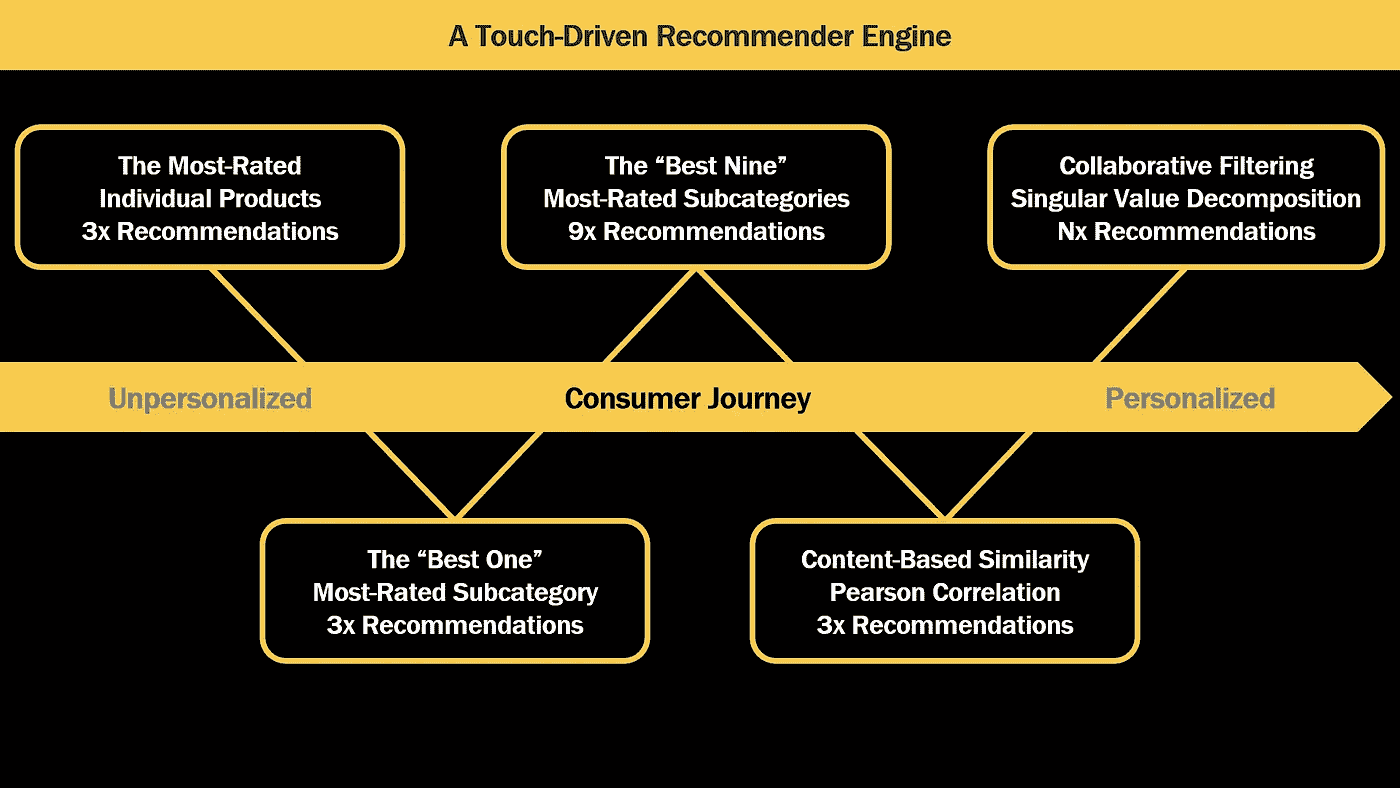 A Touch-Driven Recommender Engine
The Most-Rated
Individual Products
3x Recommendations
The “Best Nine”
Most-Rated Subcategories
9x Recommendations
Collaborative Filtering
Singular Value Decomposition
Nx Recommendations
Unpersonalized
Consumer Journey
Personalized
The “Best One”
Most-Rated Subcategory
3x Recommendations
Content-Based Similarity
Pearson Correlation
3x Recommendations